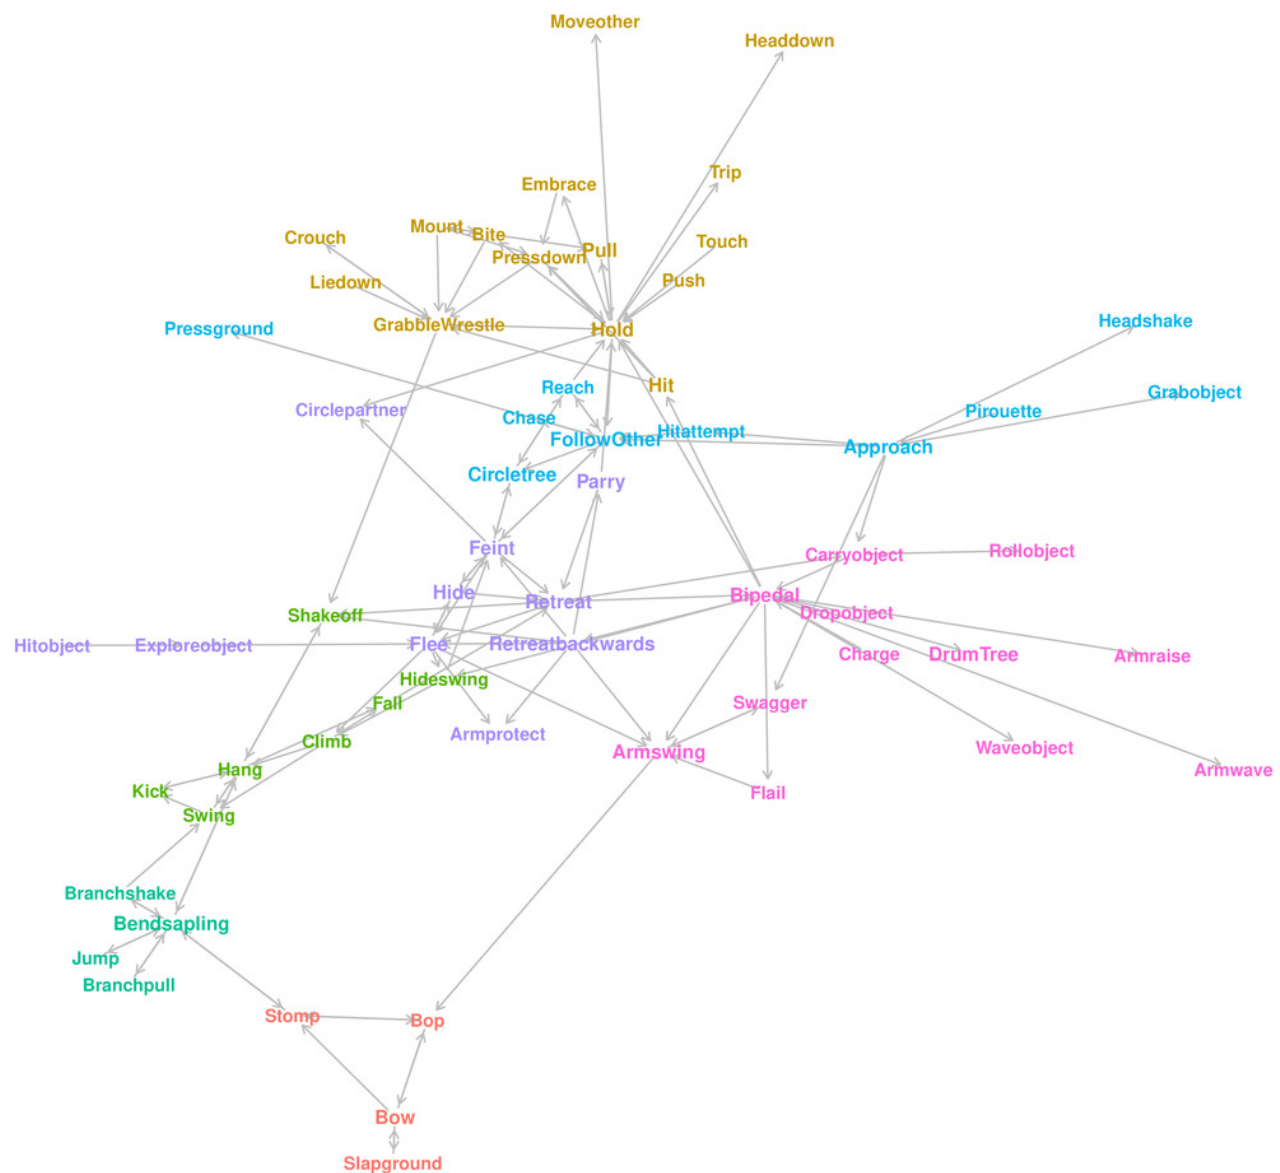 Moveother
Headdown
Trip
Embrace
Mount
Bite
Crouch
Pull
Touch
Pressdown
Liedown
Push
GrabbleWrestle
Hold
Pressground
Headshake
Reach
Hit
Grabobject
Circlepartner
Chase
Pirouette
FollowOther
Hitattempt
Approach
Circletree
Parry
Feint
Carryobject
Rollobject
Hide
Retreat
Bipedal
Shakeoff
Dropobject
Hitobject
Exploreobject
Flee
Retreatbackwards
Charge
DrumTree
Armraise
Hideswing
Fall
Swagger
Armprotect
Climb
Armswing
Waveobject
Hang
Armwave
Kick
Flail
Swing
Branchshake
Bendsapling
Jump
Branchpull
Stomp
Bop
Bow
Slapground